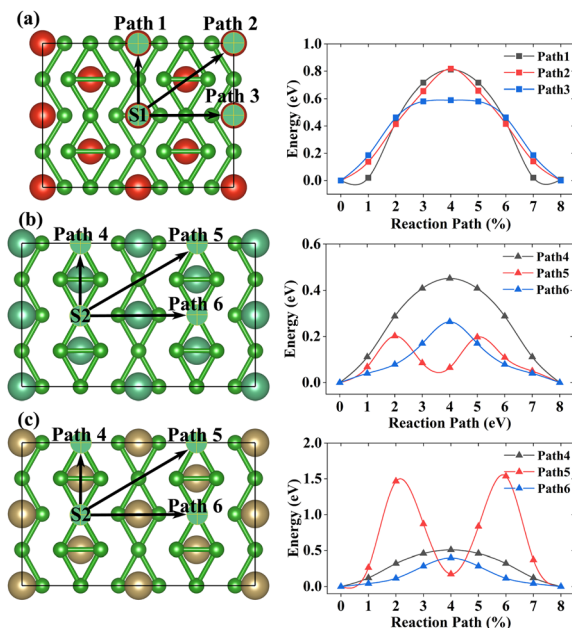 (a)
Path 1
Path 2
Path 3
S1
Energy (eV)
1.0
0.8
0.6
0.4
0.2
0.0
Path1
Path2
Path3
0 1 2 3 4 5 6 7 8
Reaction Path (%)
(b)
Path 4
Path 5
S2
Path 6
Energy (eV)
0.6
0.4
0.2
0.0
Path4
Path5
Path6
0 1 2 3 4 5 6 7 8
Reaction Path (eV)
(c)
Path 4
Path 5
S2
Path 6
Energy (eV)
2.0
1.5
1.0
0.5
0.0
Path4
Path5
Path6
0 1 2 3 4 5 6 7 8
Reaction Path (%)